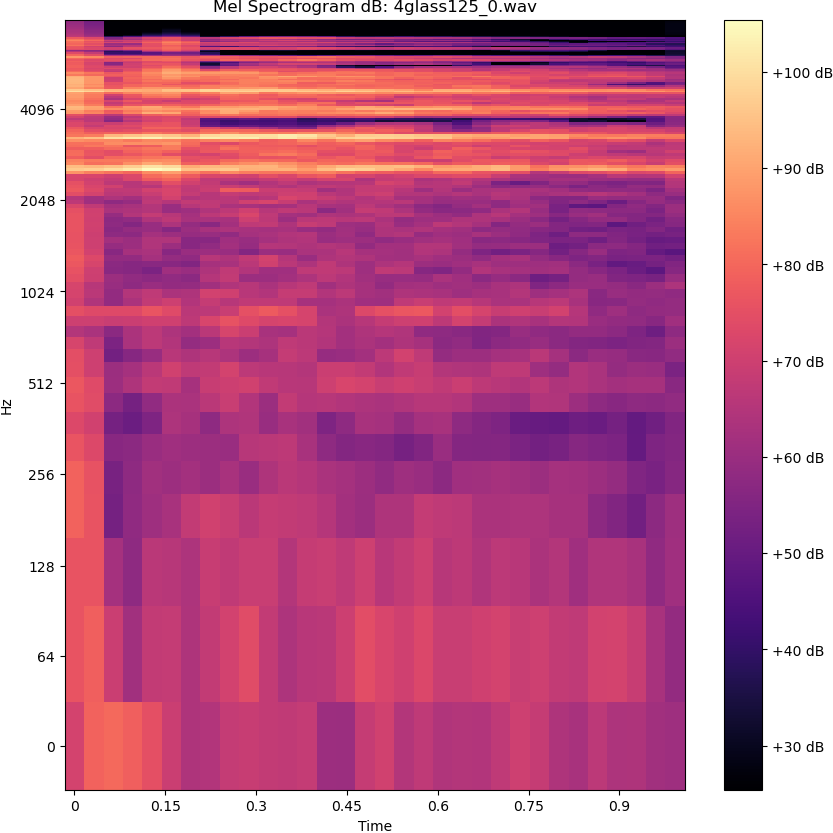 Mel Spectrogram dB: 4glass125_0.wav
+100 dB
4096
+90 dB
2048
+80 dB
1024
+70 dB
512
Hz
+60 dB
256
+50 dB
128
+40 dB
64
+30 dB
0
0 0.15 0.3 0.45 0.6 0.75 0.9
Time